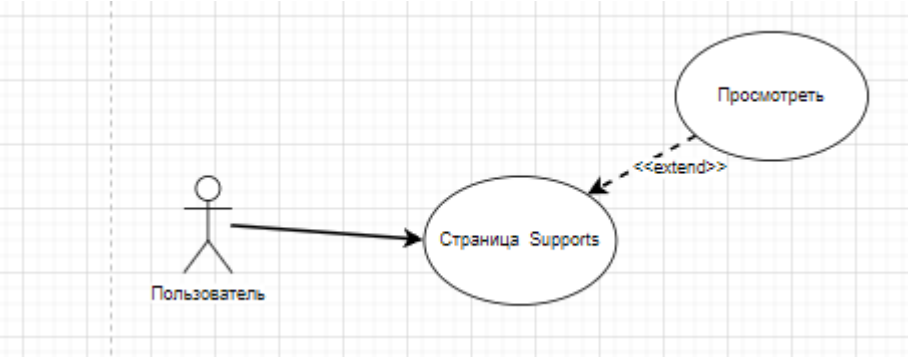 Просмотреть
<<extend>>
Страница Supports
Пользователь